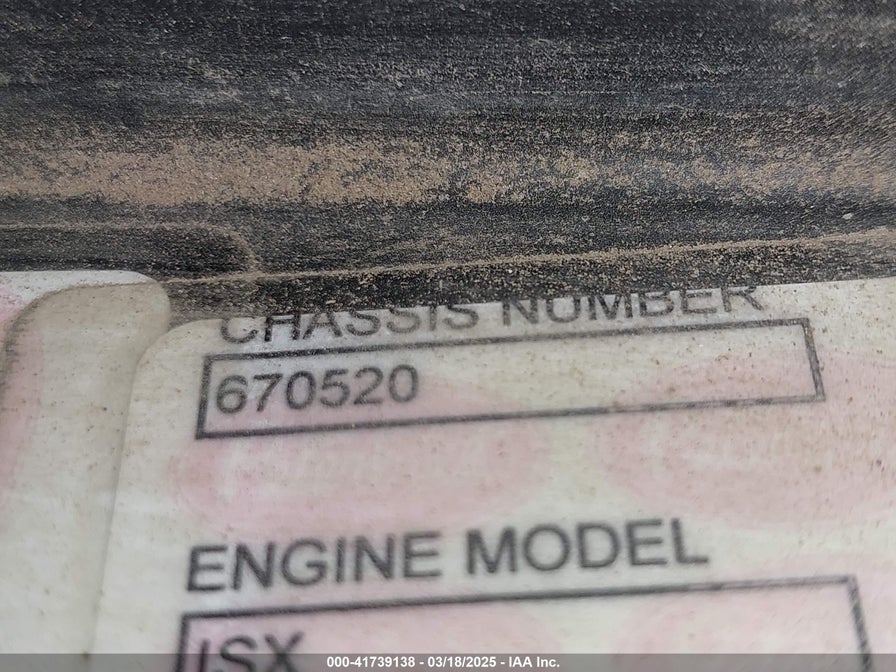 CHASSIS NUMBER
670520
ENGINE MODEL
ISX
000-41739138 - 03/18/2025 - IAA Inc.